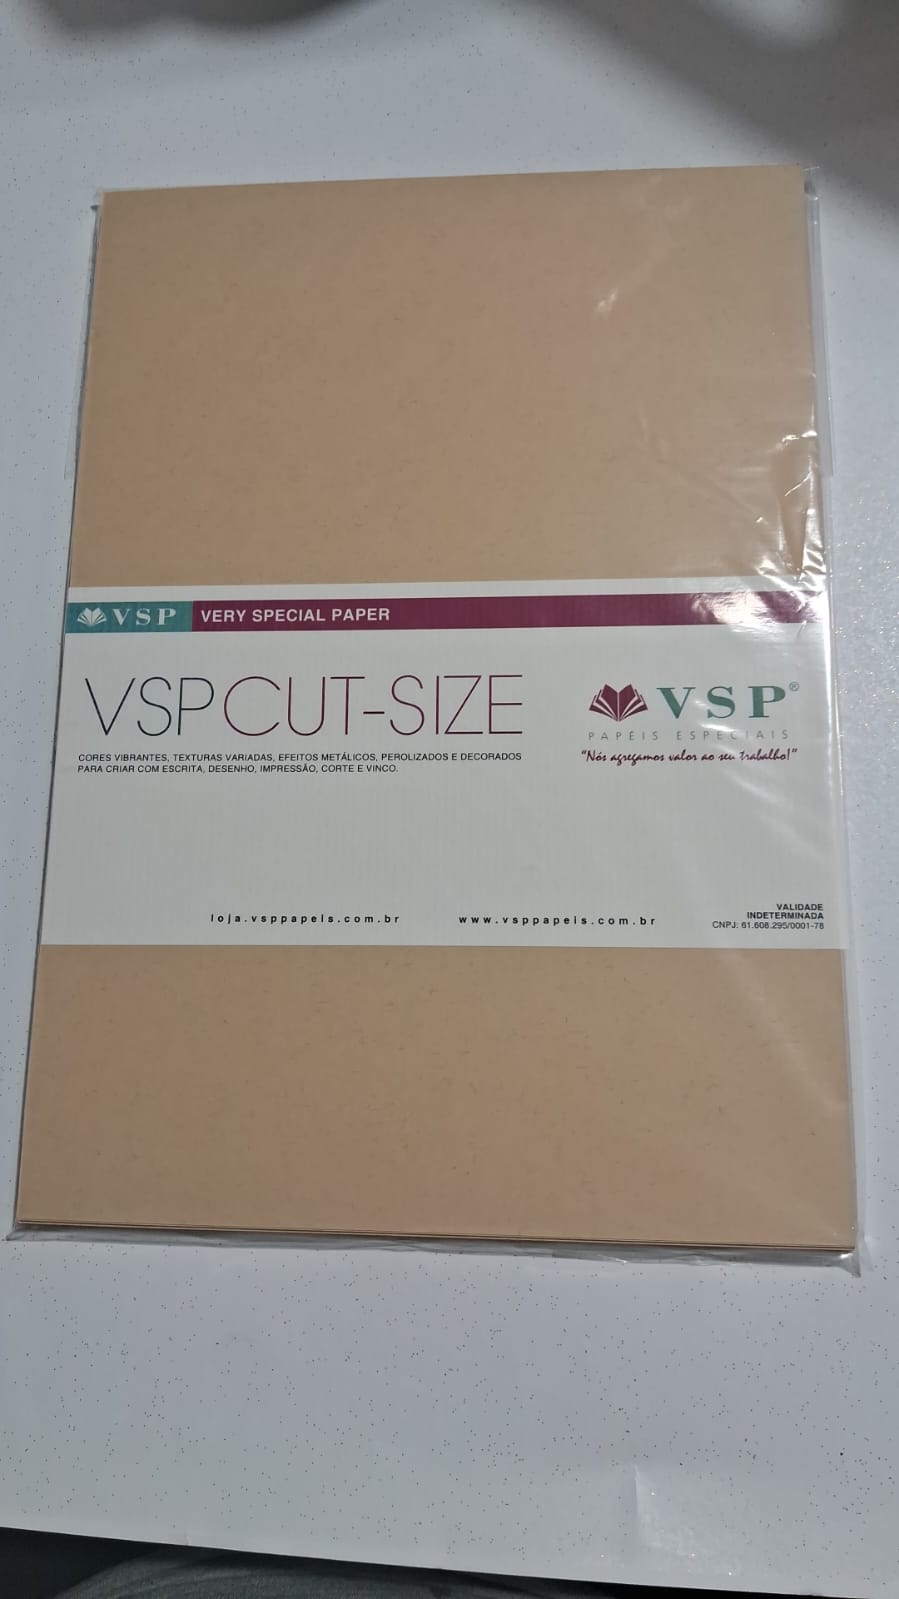 VSP VERY SPECIAL PAPER
VSP CUT-SIZE
CORES VIBRANTES, TEXTURAS VARIADAS, EFEITOS METÁLICOS, PEROLIZADOS E DECORADOS
PARA CRIAR COM ESCRITA, DESENHO, IMPRESSÃO, CORTE E VINCO.
VSP®
PAPÉIS ESPECIAIS
"Nós agregamos valor ao seu trabalho!"
loja.vsppapeis.com.br
www.vsppapeis.com.br
VALIDADE
INDETERMINADA
CNPJ: 61.608.295/0001-78